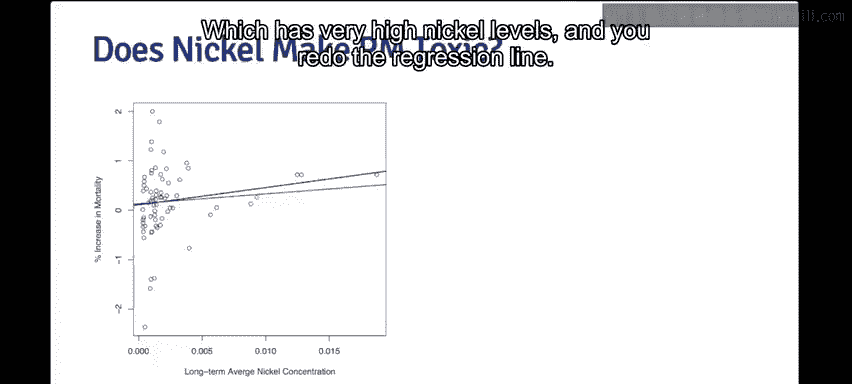 Which has very high nickel levels, and you
redo the regression line.
Does Nickel Make PM Toxic?
% Increase in Mortality
2
1
0
-1
-2
0.000 0.005 0.010 0.015
Long-term Averge Nickel Concentration